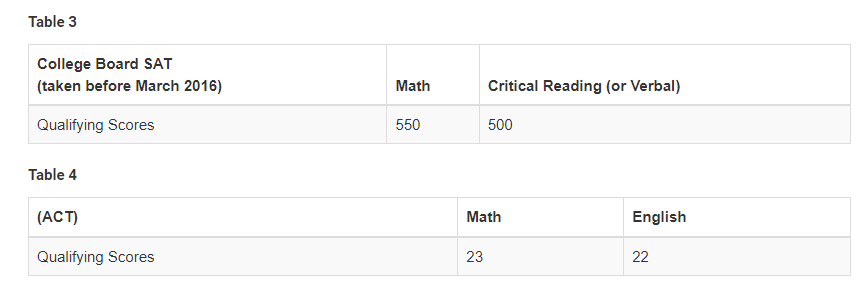 Table 3
College Board SAT
(taken before March 2016)
Math
Critical Reading (or Verbal)
Qualifying Scores
550
500
Table 4
(ACT)
Math
English
Qualifying Scores
23
22